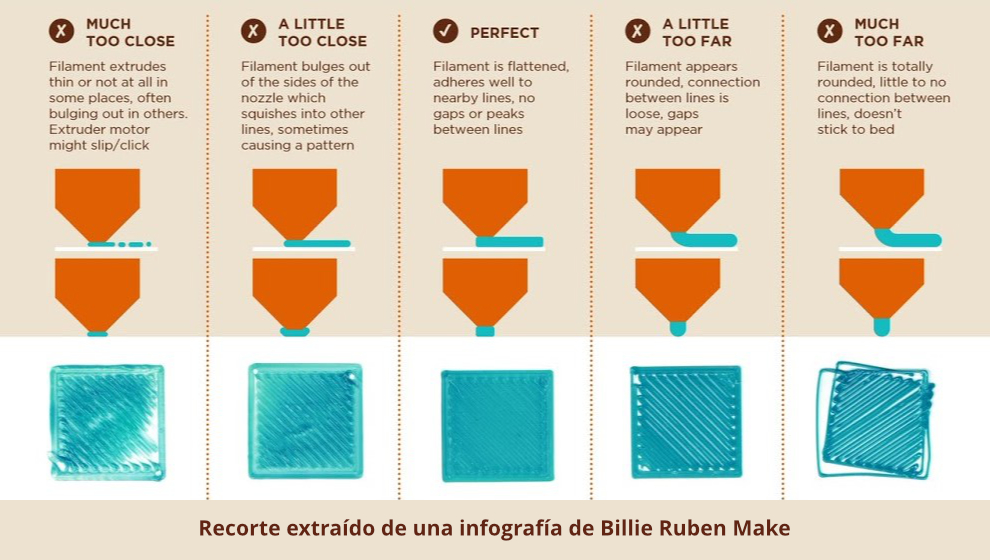 MUCH
TOO CLOSE
Filament extrudes
thin or not at all in
some places, often
bulging out in others.
Extruder motor
might slip/click
A LITTLE
TOO CLOSE
Filament bulges out
of the sides of the
nozzle which
squishes into other
lines, sometimes
causing a pattern
PERFECT
Filament is flattened,
adheres well to
nearby lines, no
gaps or peaks
between lines
A LITTLE
TOO FAR
Filament appears
rounded, connection
between lines is
loose, gaps
may appear
MUCH
TOO FAR
Filament is totally
rounded, little to no
connection between
lines, doesn't
stick to bed
Recorte extraído de una infografía de Billie Ruben Make